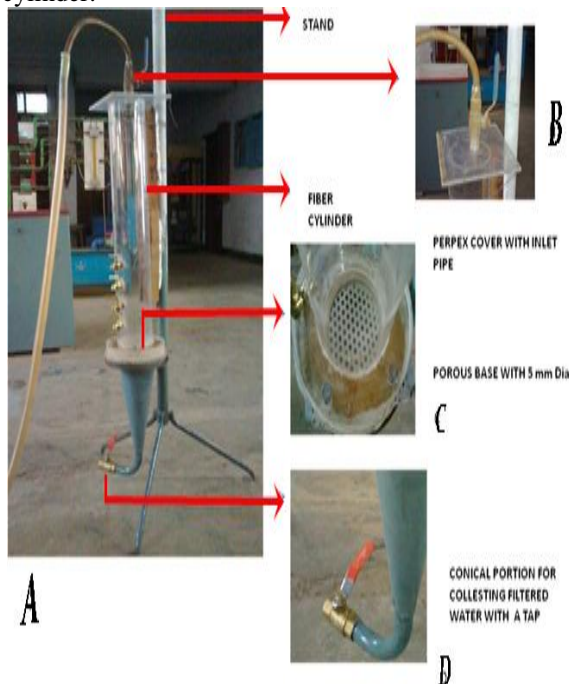 cylinder.
STAND
B
FIBER
CYLINDER
PERPEX COVER WITH INLET
PIPE
POROUS BASE WITH 5 mm Dia
C
CONICAL PORTION FOR
COLLESTING FILTERED
WATER WITH A TAP
A
D